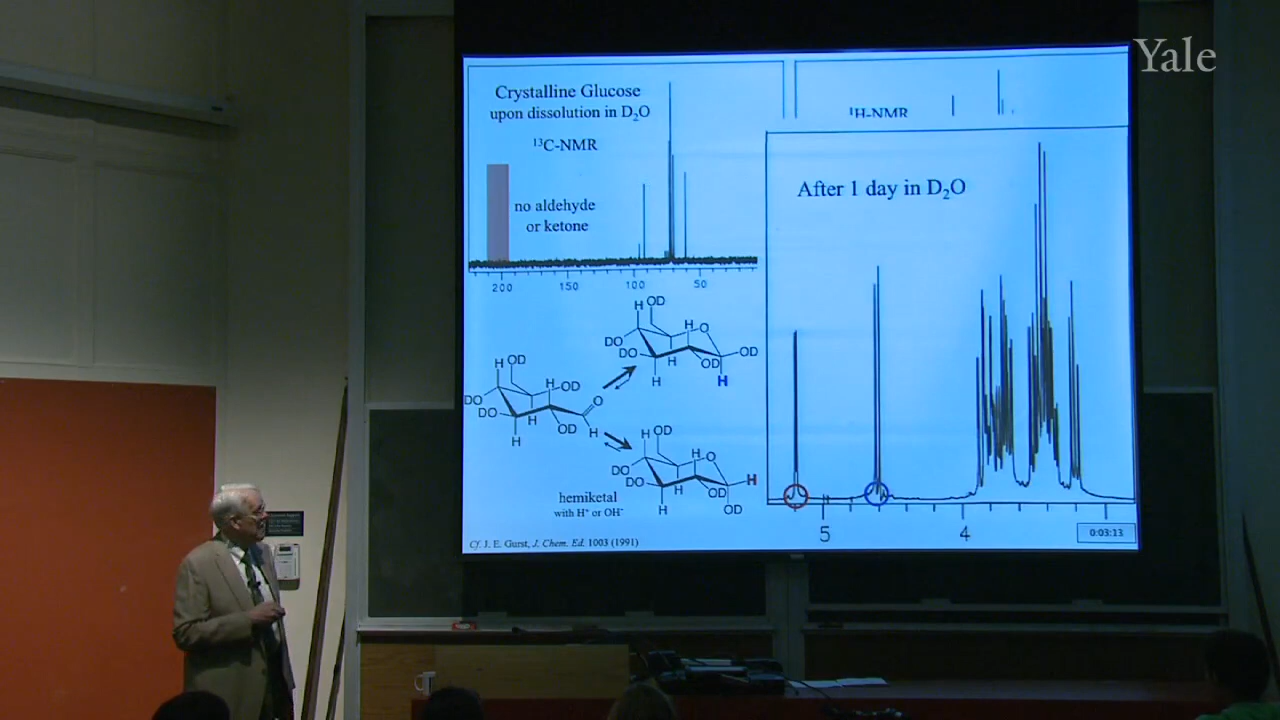 Yale
Crystalline Glucose
upon dissolution in D₂O
¹³C-NMR
no aldehyde
or ketone
200 150 100 50
¹H-NMR
After 1 day in D₂O
5 4
0:03:13
H OD
DO
DO
H
H
H
O
OD
OD
H
H OD
DO
DO
H
H
H
OD
OD
O
H
H OD
DO
DO
H
H
H
O
H
OD
OD
hemiketal
with H⁺ or OH⁻
Cf. J. E. Gurst, J. Chem. Ed. 1003 (1991)